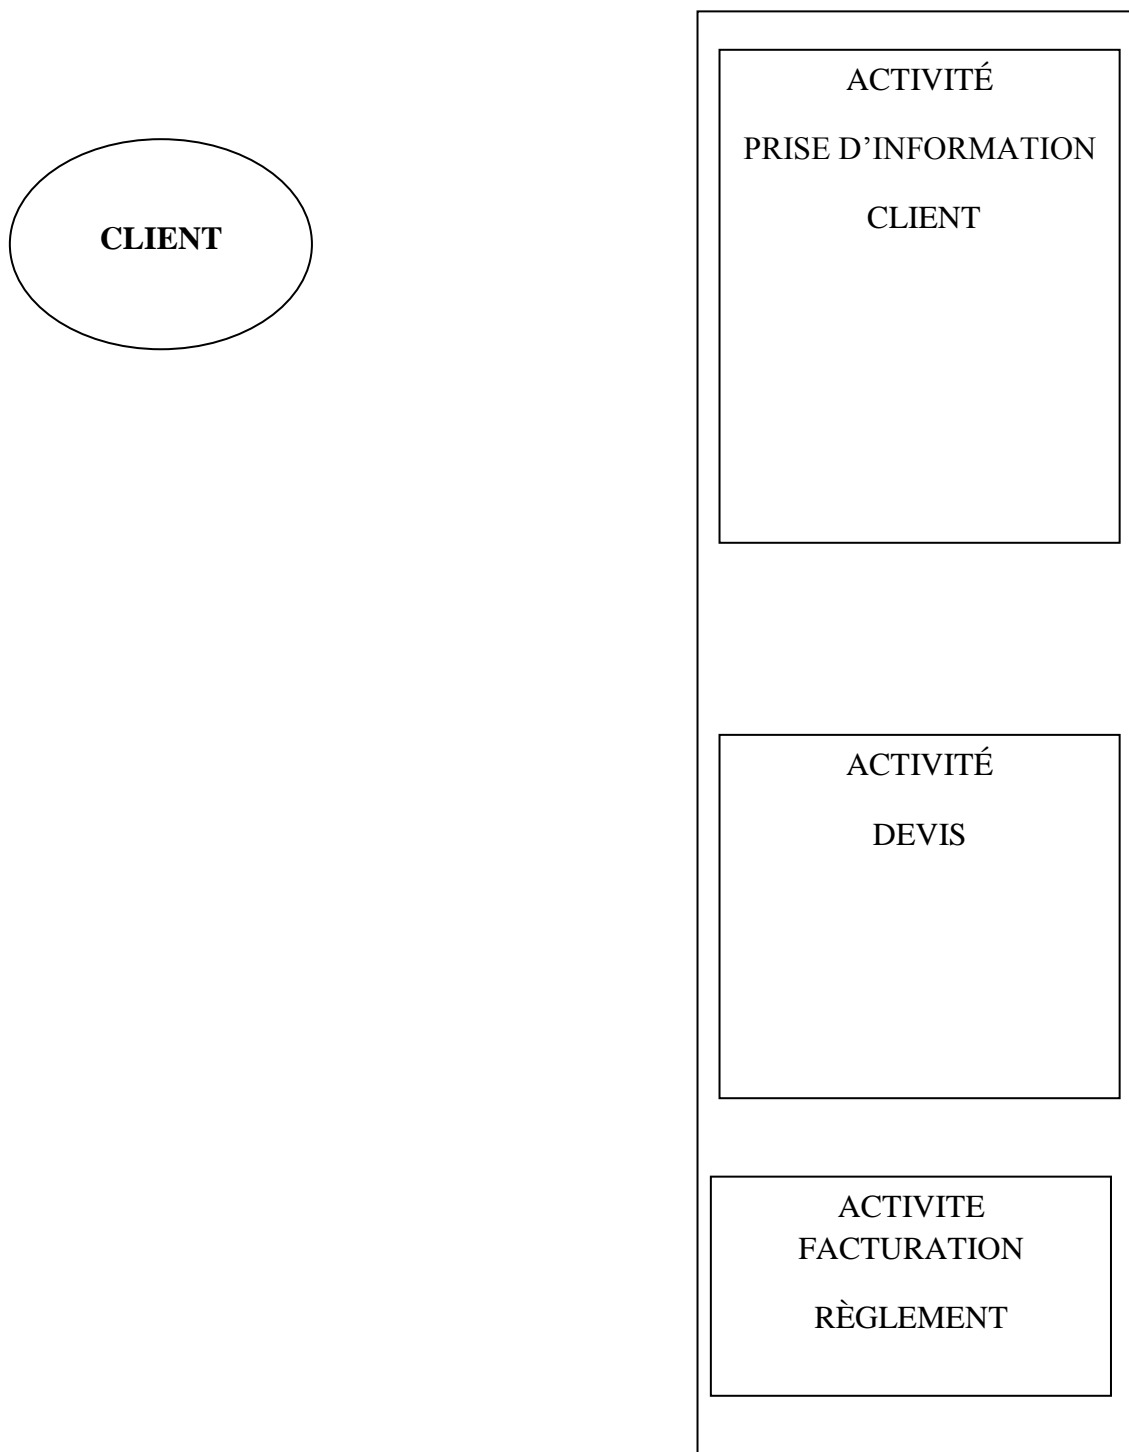 ACTIVITÉ
PRISE D’INFORMATION
CLIENT
CLIENT
ACTIVITÉ
DEVIS
ACTIVITE
FACTURATION
RÈGLEMENT